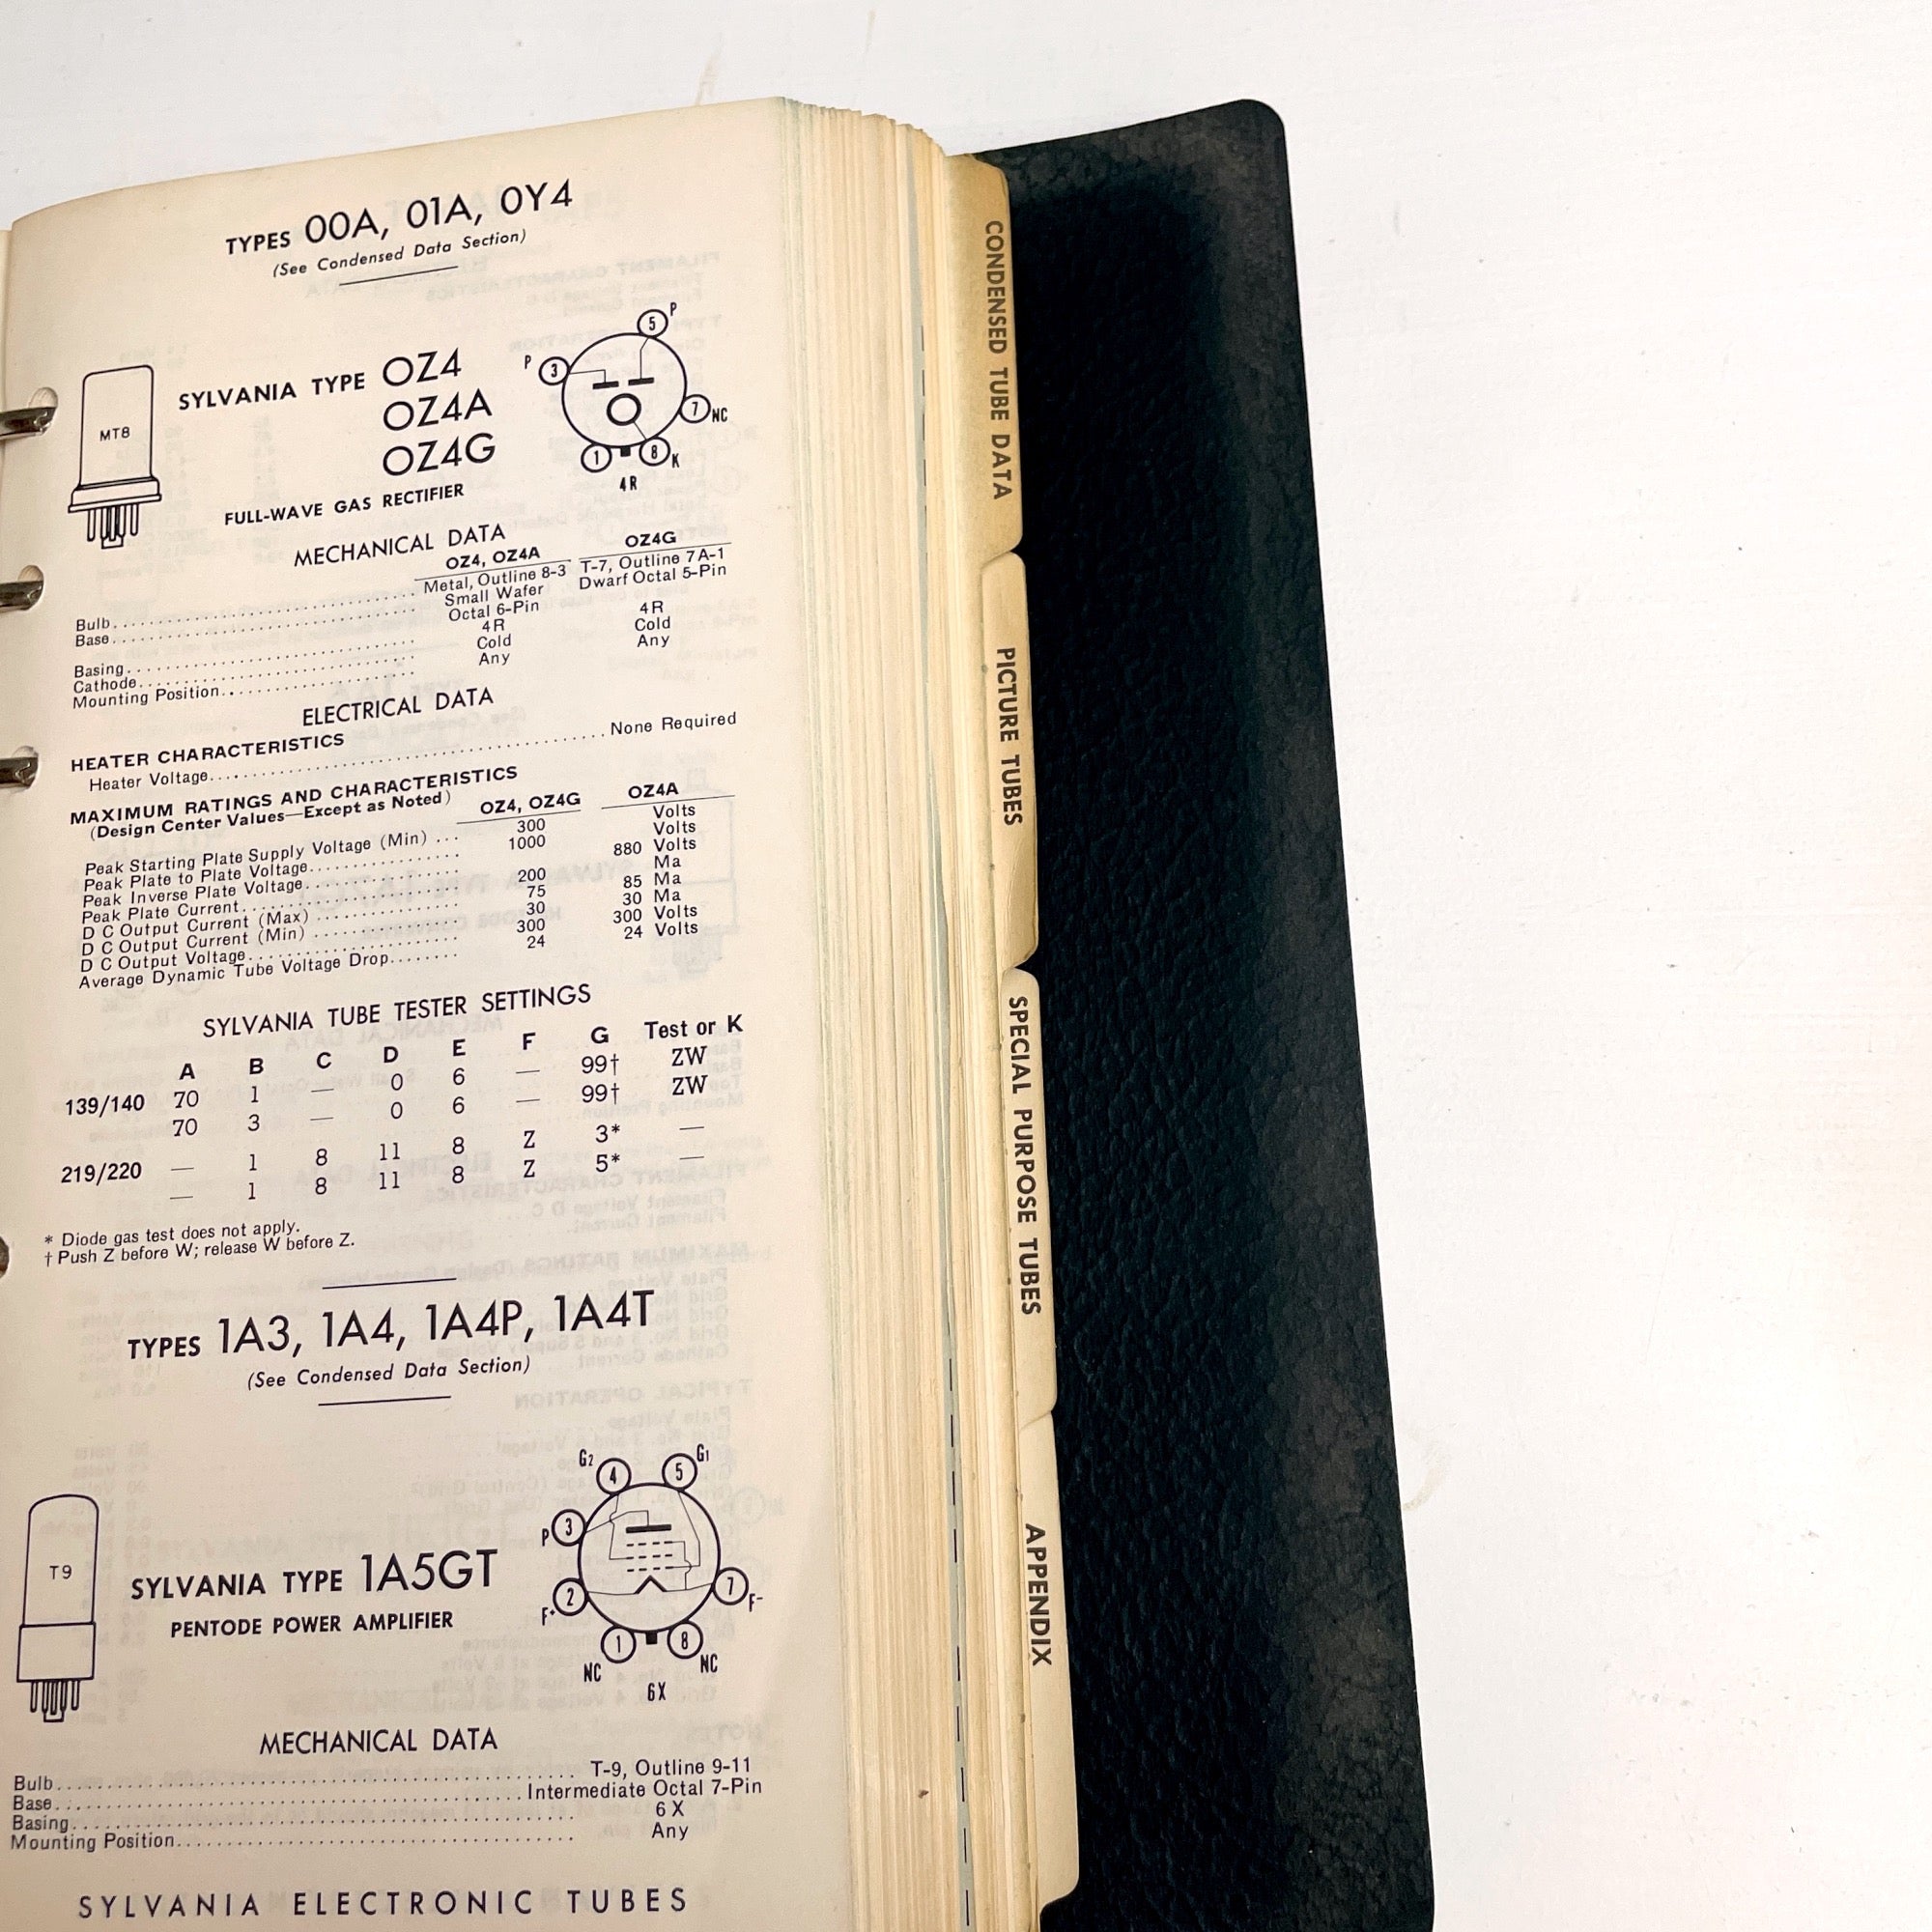 TYPES 00A, 01A, 0Y4
(See Condensed Data Section)
MT8
SYLVANIA TYPE OZ4
OZ4A
OZ4G
FULL-WAVE GAS RECTIFIER
P 3 5 P 7 NC 1 8 K
4R
MECHANICAL DATA
OZ4, OZ4A OZ4G
Bulb Metal, Outline 8-3 T-7, Outline 7A-1
Base Small Wafer Dwarf Octal 5-Pin
Octal 6-Pin
Basing 4R 4R
Cathode Cold Cold
Mounting Position Any Any
ELECTRICAL DATA
HEATER CHARACTERISTICS
Heater Voltage None Required
MAXIMUM RATINGS AND CHARACTERISTICS
(Design Center Values—Except as Noted)
OZ4, OZ4G OZ4A
Peak Starting Plate Supply Voltage (Min) 300 Volts
Peak Plate to Plate Voltage 1000 Volts
Peak Inverse Plate Voltage 880 Volts
Peak Plate Current 200 Ma
D C Output Current (Max) 75 85 Ma
D C Output Current (Min) 30 30 Ma
D C Output Voltage 300 300 Volts
Average Dynamic Tube Voltage Drop 24 24 Volts
SYLVANIA TUBE TESTER SETTINGS
A B C D E F G Test or K
139/140 70 1 — 0 6 — 99† ZW
70 3 — 0 6 — 99† ZW
219/220 — 1 8 11 8 Z 3* —
— 1 8 11 8 Z 5* —
* Diode gas test does not apply.
† Push Z before W; release W before Z.
TYPES 1A3, 1A4, 1A4P, 1A4T
(See Condensed Data Section)
T9
SYLVANIA TYPE 1A5GT
PENTODE POWER AMPLIFIER
G2 4 5 G1
P 3
F+ 2 7 F-
1 8
NC NC
6X
MECHANICAL DATA
Bulb T-9, Outline 9-11
Base Intermediate Octal 7-Pin
Basing 6X
Mounting Position Any
SYLVANIA ELECTRONIC TUBES
CONDENSED TUBE DATA
PICTURE TUBES
SPECIAL PURPOSE TUBES
APPENDIX